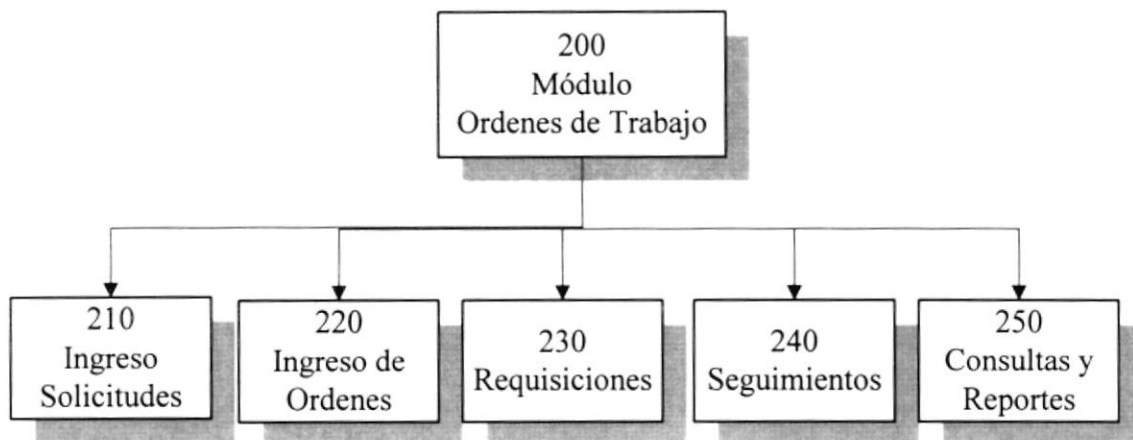 200
Módulo
Ordenes de Trabajo
210
Ingreso
Solicitudes
220
Ingreso de
Ordenes
230
Requisiciones
240
Seguimientos
250
Consultas y
Reportes